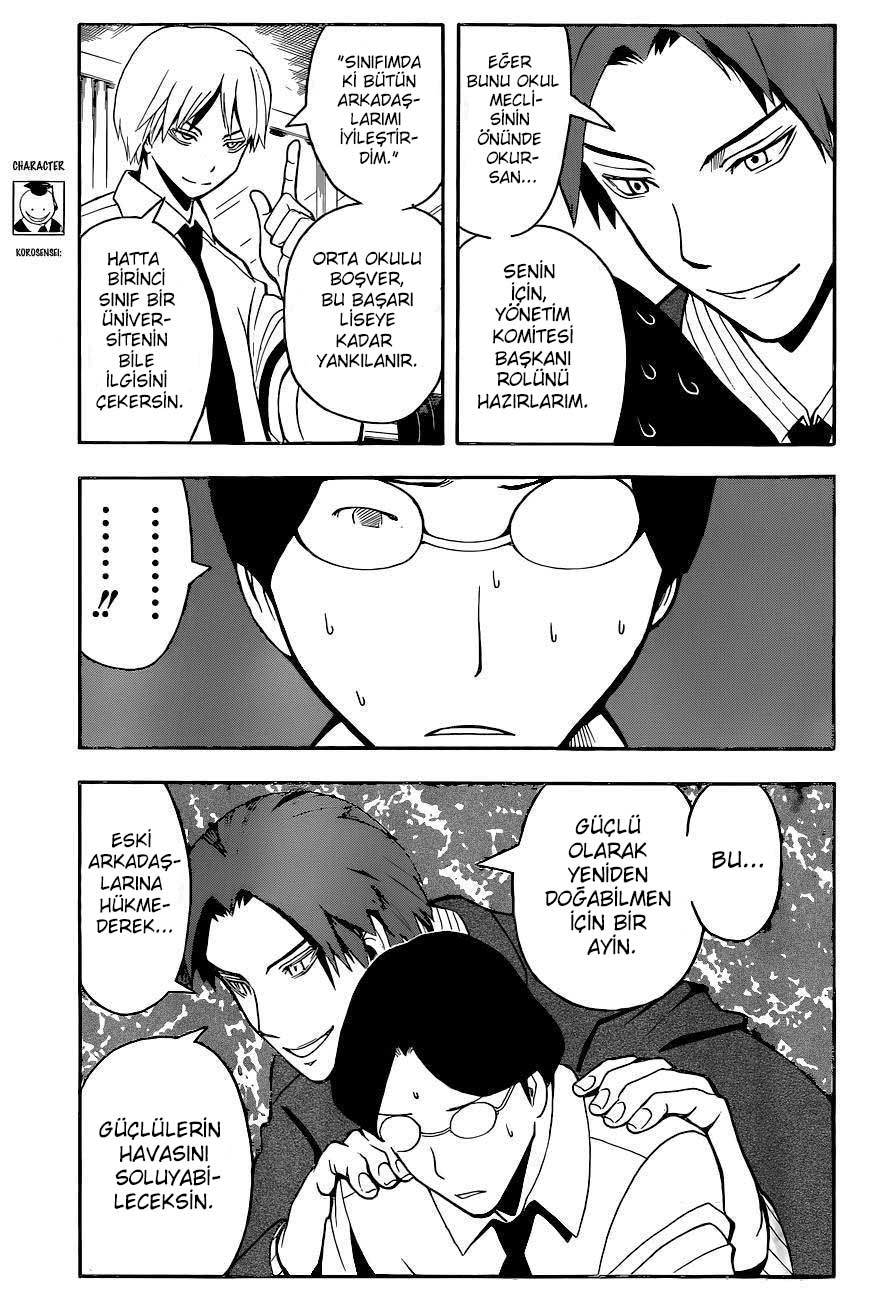 EĞER
BUNU OKUL
MECLİ-
SİNİN
ÖNÜNDE
OKUR-
SAN...
SENİN
İÇİN,
YÖNETİM
KOMİTESİ
BAŞKANI
ROLÜNÜ
HAZIRLARIM.
"SINIFIMDA
Kİ BÜTÜN
ARKADAŞ-
LARIMI
İYİLEŞTİR-
DİM."
ORTA OKULU
BOŞVER,
BU BAŞARI
LİSEYE
KADAR
YANKILANIR.
HATTA
BİRİNCİ
SINIF BİR
ÜNİVER-
SİTENİN
BİLE
İLGİSİNİ
ÇEKERSİN.
CHARACTER
KOROSENSEI:
......
......!!
BU...
GÜÇLÜ
OLARAK
YENİDEN
DOĞABİLMEN
İÇİN BİR
AYİN.
ESKİ
ARKADAŞ-
LARINA
HÜKME-
DEREK...
GÜÇLÜLERİN
HAVASINI
SOLUYABİ-
LECEKSİN.